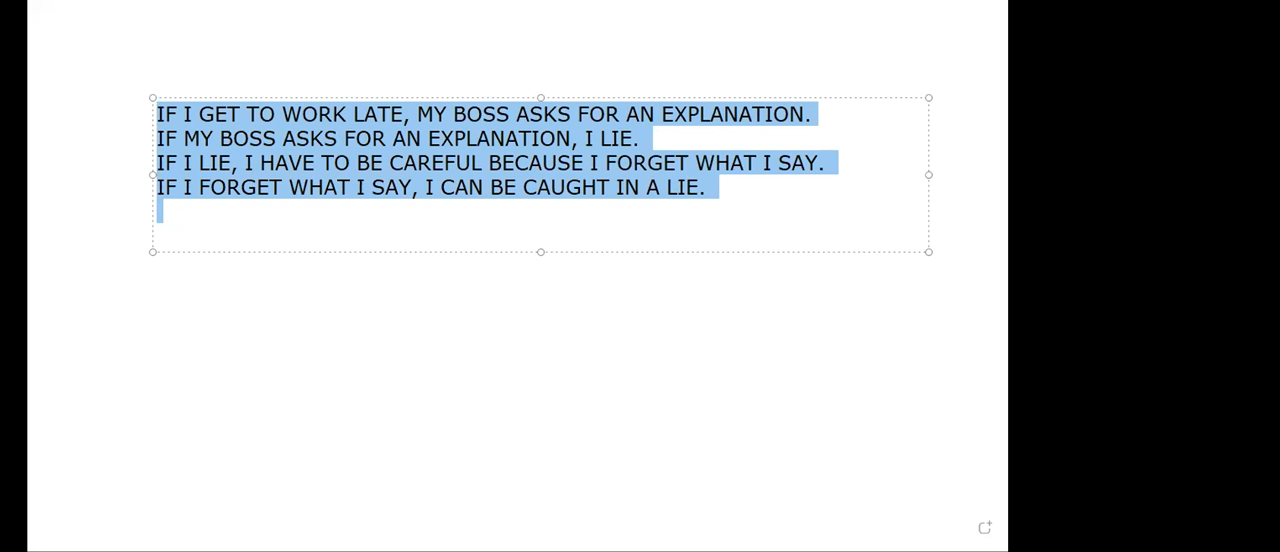 IF I GET TO WORK LATE, MY BOSS ASKS FOR AN EXPLANATION.
IF MY BOSS ASKS FOR AN EXPLANATION, I LIE.
IF I LIE, I HAVE TO BE CAREFUL BECAUSE I FORGET WHAT I SAY.
IF I FORGET WHAT I SAY, I CAN BE CAUGHT IN A LIE.